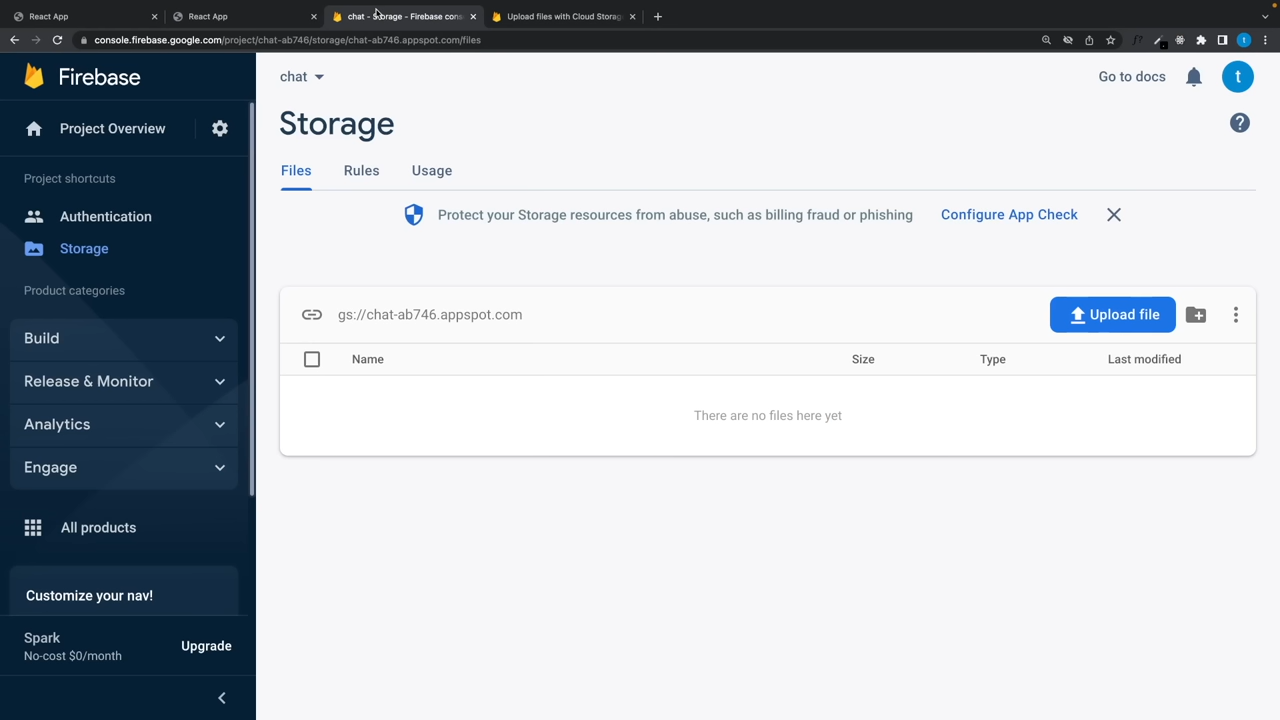 React App
React App
chat - Storage - Firebase cons
Upload files with Cloud Storag
console.firebase.google.com/project/chat-ab746/storage/chat-ab746.appspot.com/files
Firebase
chat
Go to docs
t
Project Overview
Storage
Project shortcuts
Files
Rules
Usage
Authentication
Protect your Storage resources from abuse, such as billing fraud or phishing
Configure App Check
Storage
Product categories
gs://chat-ab746.appspot.com
Upload file
Build
Name
Size
Type
Last modified
Release & Monitor
There are no files here yet
Analytics
Engage
All products
Customize your nav!
Spark
No-cost $0/month
Upgrade